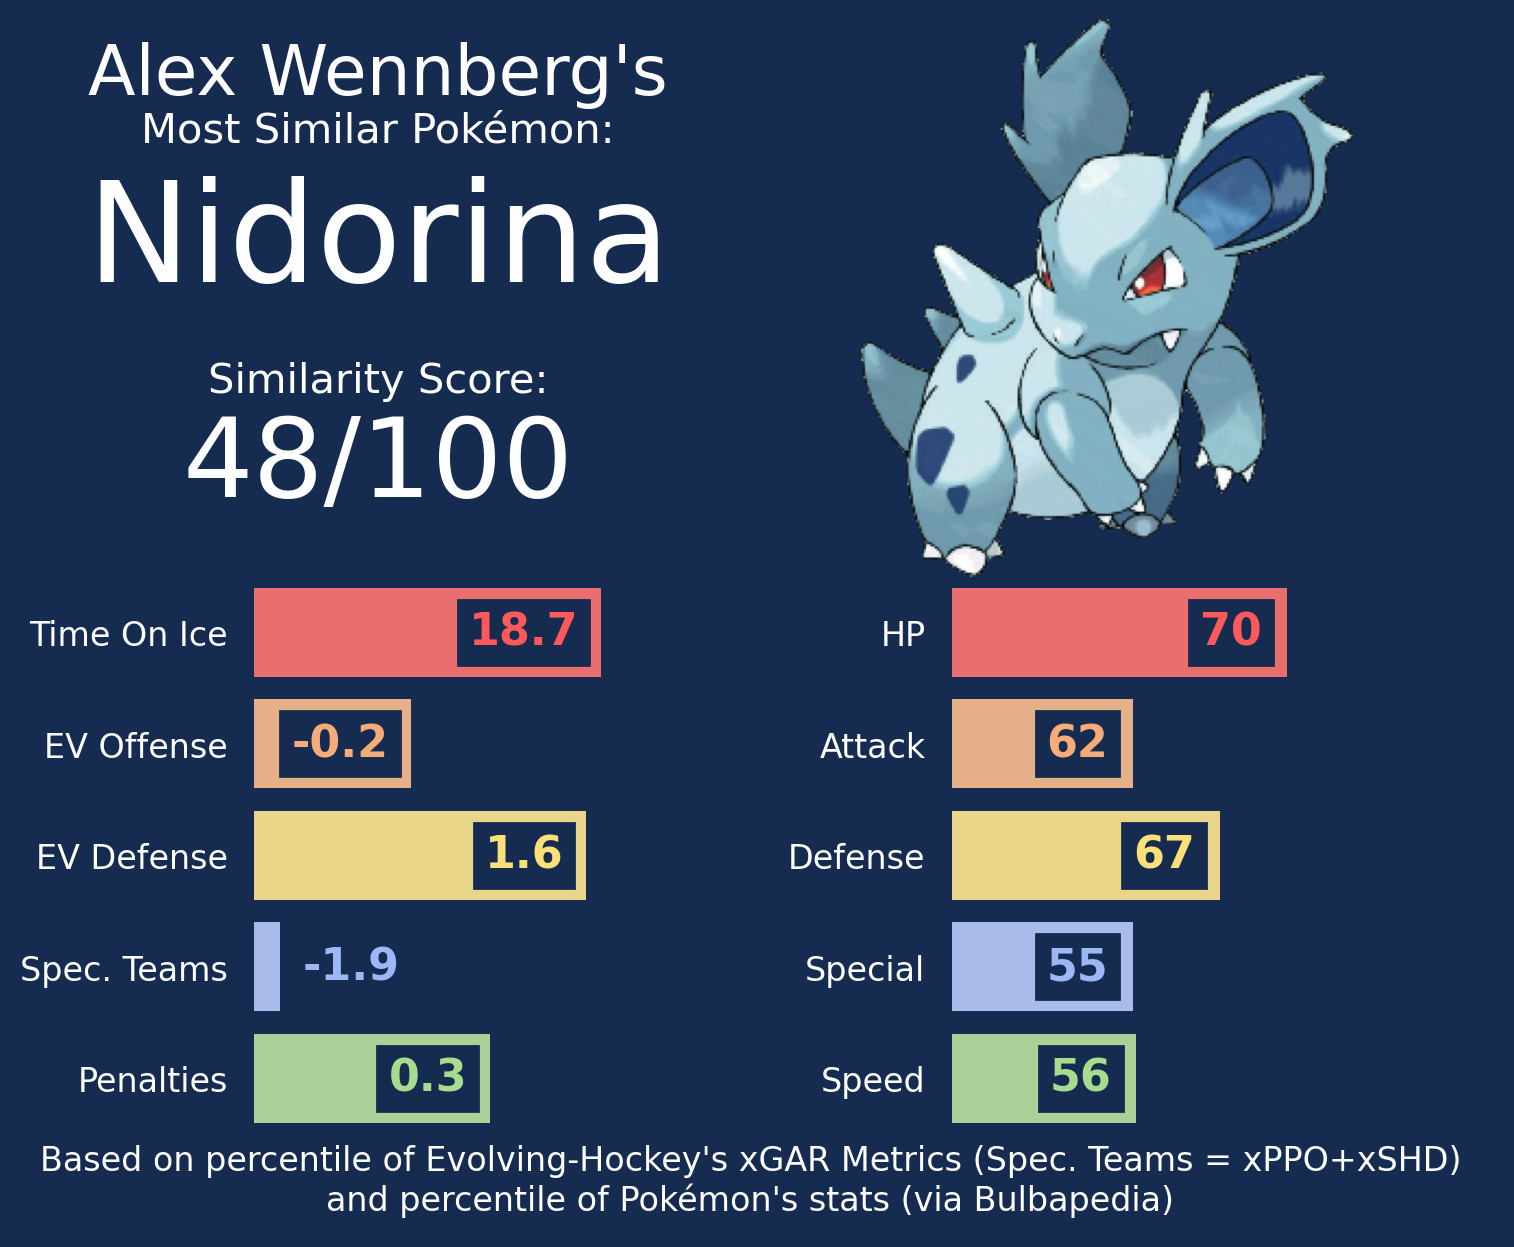 Alex Wennberg's
Most Similar Pokémon:
Nidorina
Similarity Score:
48/100
Time On Ice 18.7
EV Offense -0.2
EV Defense 1.6
Spec. Teams -1.9
Penalties 0.3
HP 70
Attack 62
Defense 67
Special 55
Speed 56
Based on percentile of Evolving-Hockey's xGAR Metrics (Spec. Teams = xPPO+xSHD)
and percentile of Pokémon's stats (via Bulbapedia)